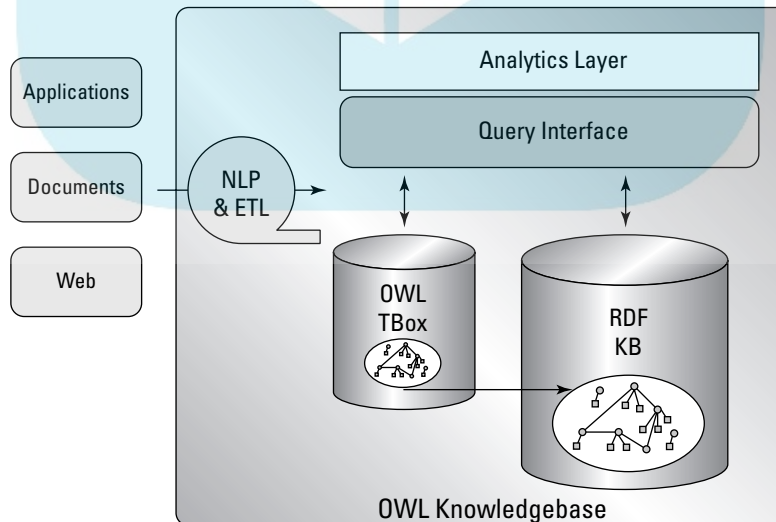 Analytics Layer
Query Interface
Applications
Documents
Web
NLP
& ETL
OWL
TBox
RDF
KB
OWL Knowledgebase